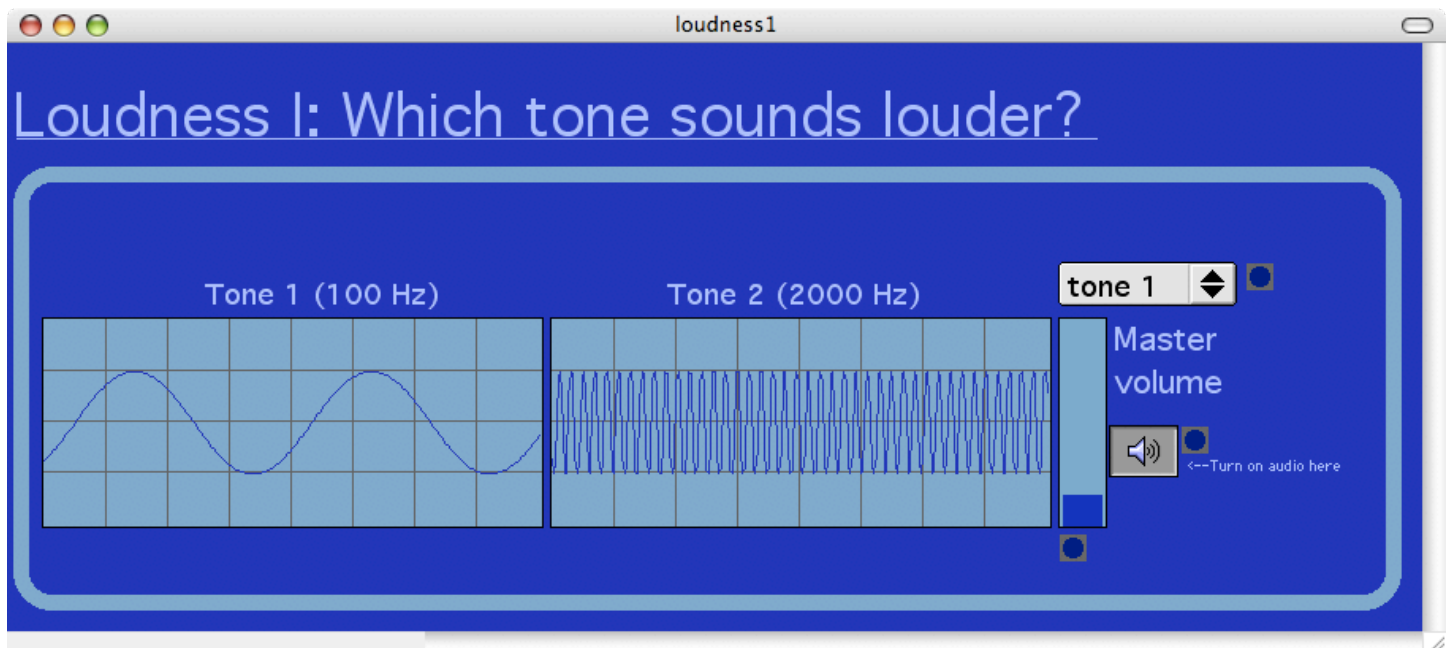 loudness1
Loudness I: Which tone sounds louder?
Tone 1 (100 Hz)
Tone 2 (2000 Hz)
tone 1
Master
volume
<--Turn on audio here